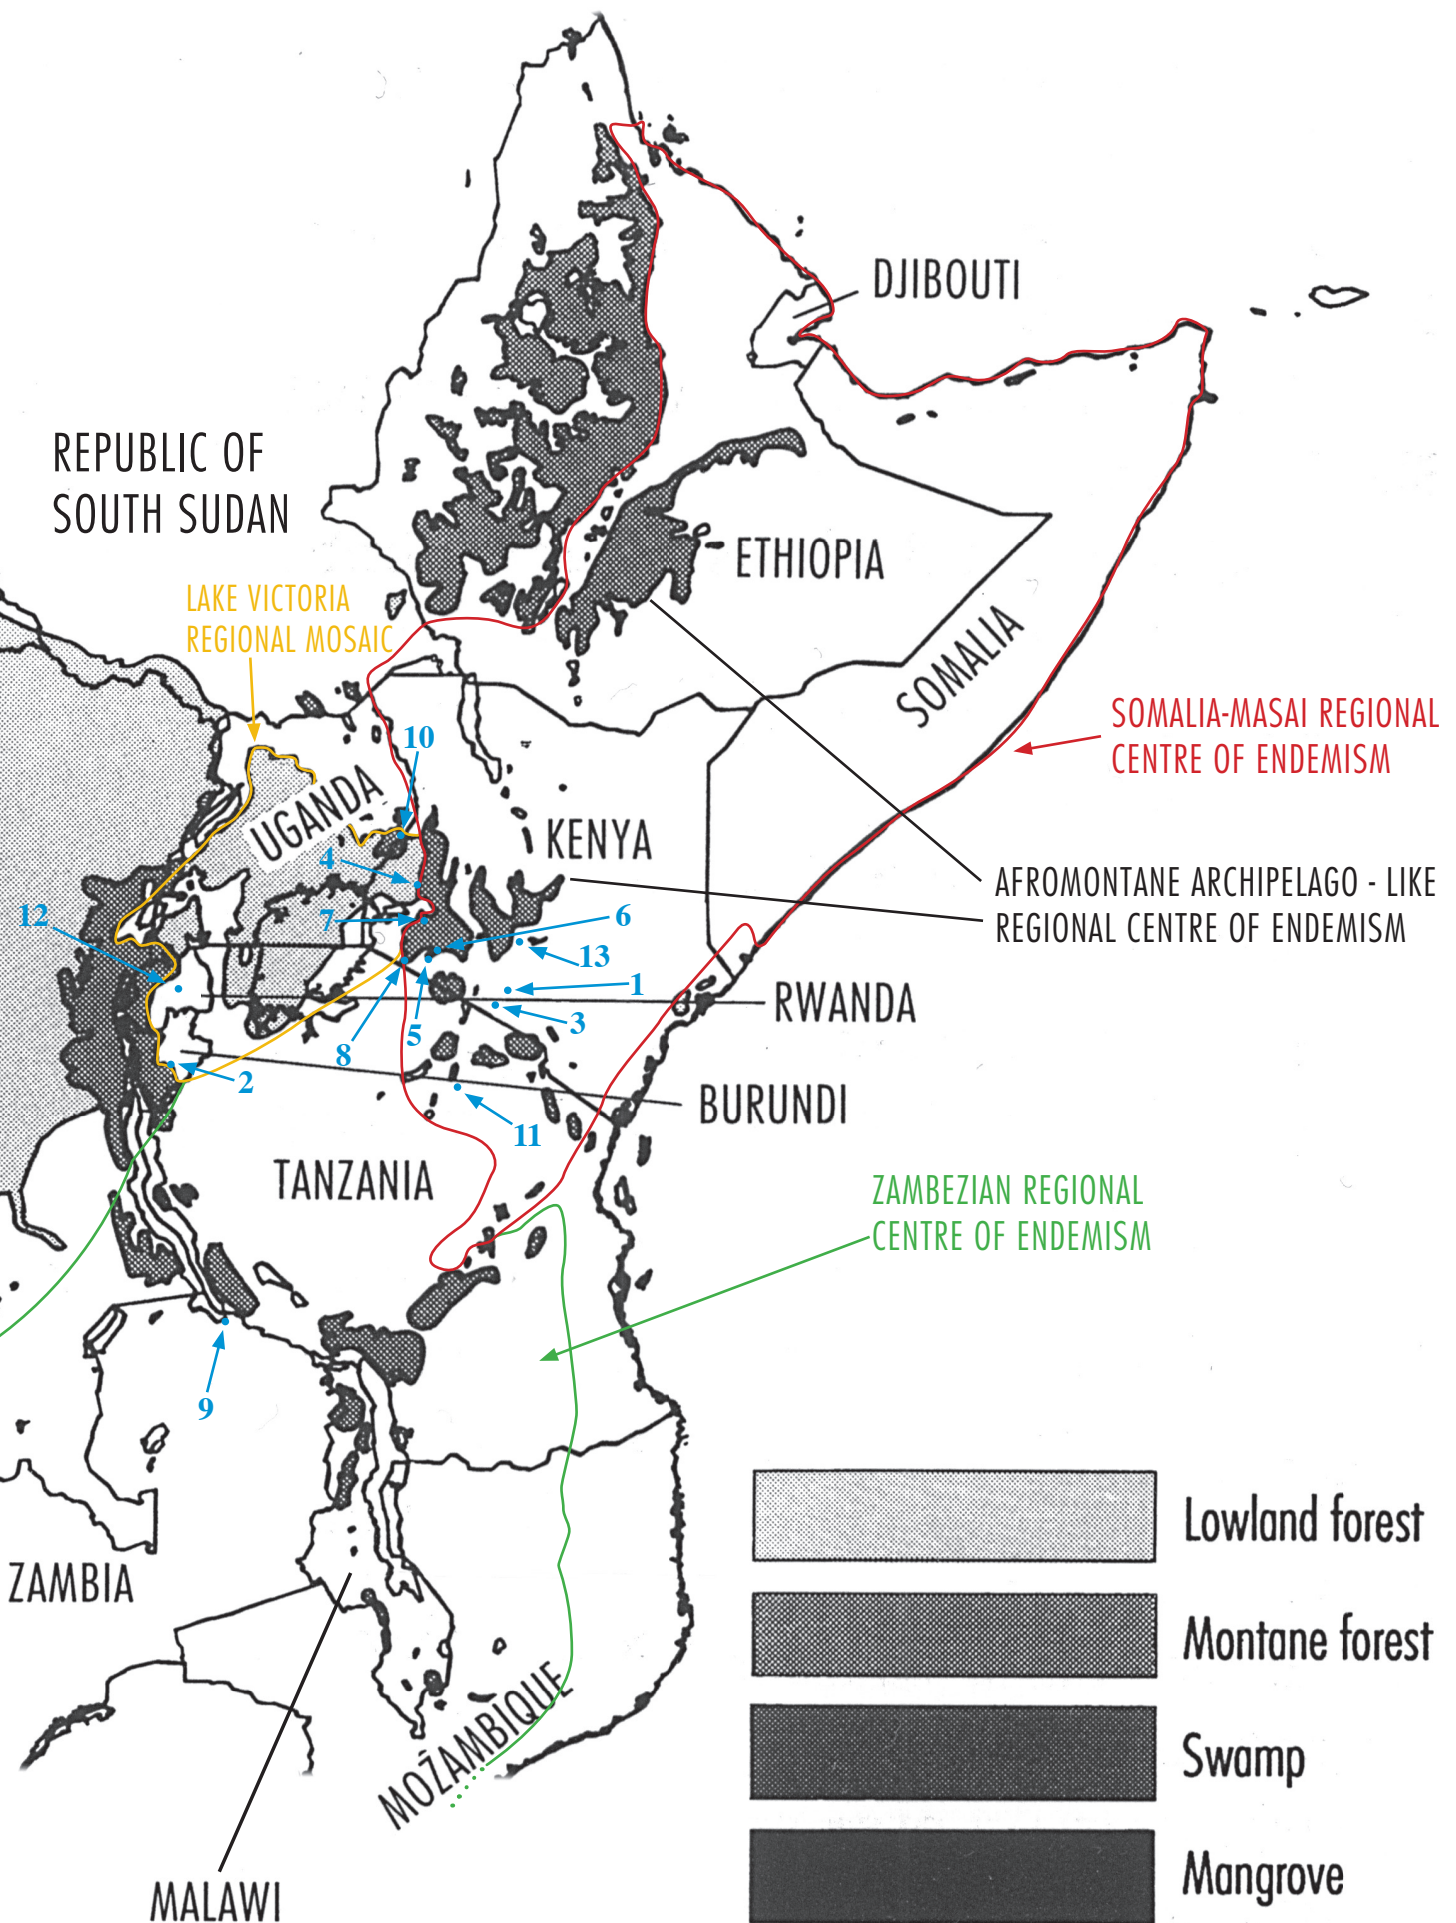 DJIBOUTI
REPUBLIC OF
SOUTH SUDAN
ETHIOPIA
LAKE VICTORIA
REGIONAL MOSAIC
SOMALIA
SOMALIA-MASAI REGIONAL
CENTRE OF ENDEMISM
10
UGANDA
KENYA
4
AFROMONTANE ARCHIPELAGO - LIKE
REGIONAL CENTRE OF ENDEMISM
12
7
6
13
1
RWANDA
3
5
8
2
BURUNDI
11
TANZANIA
ZAMBEZIAN REGIONAL
CENTRE OF ENDEMISM
9
Lowland forest
ZAMBIA
Montane forest
MOZAMBIQUE
Swamp
Mangrove
MALAWI